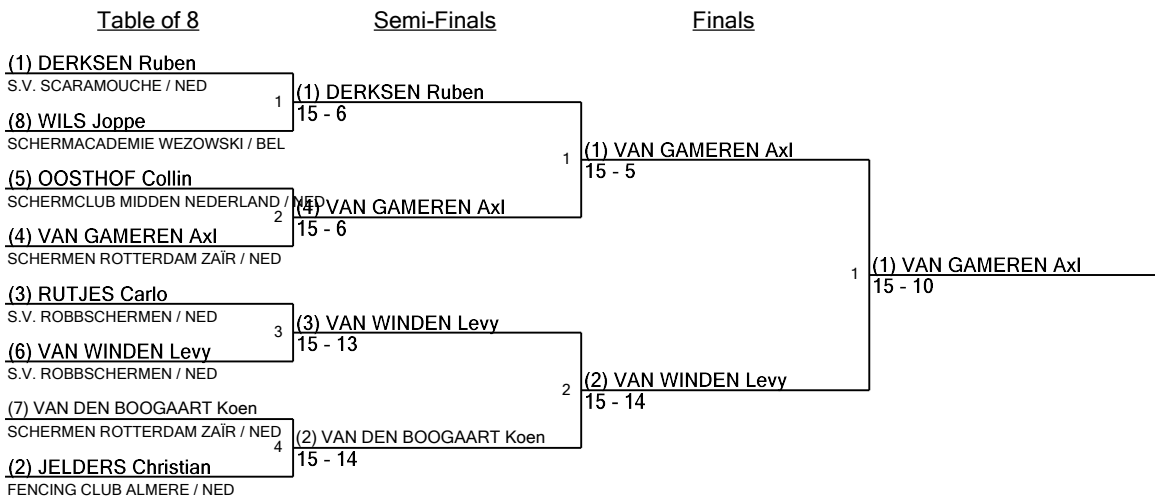 Table of 8
Semi-Finals
Finals
(1) DERKSEN Ruben
S.V. SCARAMOUCHE / NED
1
(8) WILS Joppe
SCHERMACADEMIE WEZOWSKI / BEL
(1) DERKSEN Ruben
15 - 6
(5) OOSTHOF Collin
SCHERMCLUB MIDDEN NEDERLAND / NED
2
(4) VAN GAMEREN Axl
SCHERMEN ROTTERDAM ZAÏR / NED
(4) VAN GAMEREN Axl
15 - 6
1
(1) VAN GAMEREN Axl
15 - 5
(3) RUTJES Carlo
S.V. ROBBSCHERMEN / NED
3
(6) VAN WINDEN Levy
S.V. ROBBSCHERMEN / NED
(3) VAN WINDEN Levy
15 - 13
(7) VAN DEN BOOGAART Koen
SCHERMEN ROTTERDAM ZAÏR / NED
4
(2) JELDERS Christian
FENCING CLUB ALMERE / NED
(2) VAN DEN BOOGAART Koen
15 - 14
2
(2) VAN WINDEN Levy
15 - 14
1
(1) VAN GAMEREN Axl
15 - 10